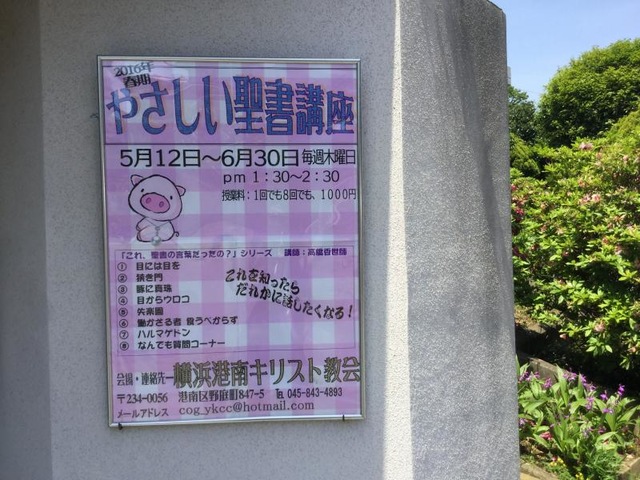 2016年
春期
やさしい聖書講座
5月12日～6月30日 毎週木曜日
pm 1:30～2:30
授業料:1回でも8回でも、1000円
「これ、聖書の言葉だったの?」シリーズ 講師:高橋香世師
① 目には目を
② 狭き門
③ 豚に真珠
④ 目からウロコ
⑤ 失楽園
⑥ 働かざる者 食うべからず
⑦ ハルマゲドン
⑧ なんでも質問コーナー
これを知ったら
だれかに話したくなる!
会場・連絡先―横浜港南キリスト教会
〒234-0056 港南区野庭町847-5 Tel 045-843-4893
メールアドレス cog_ykcc@hotmail.com